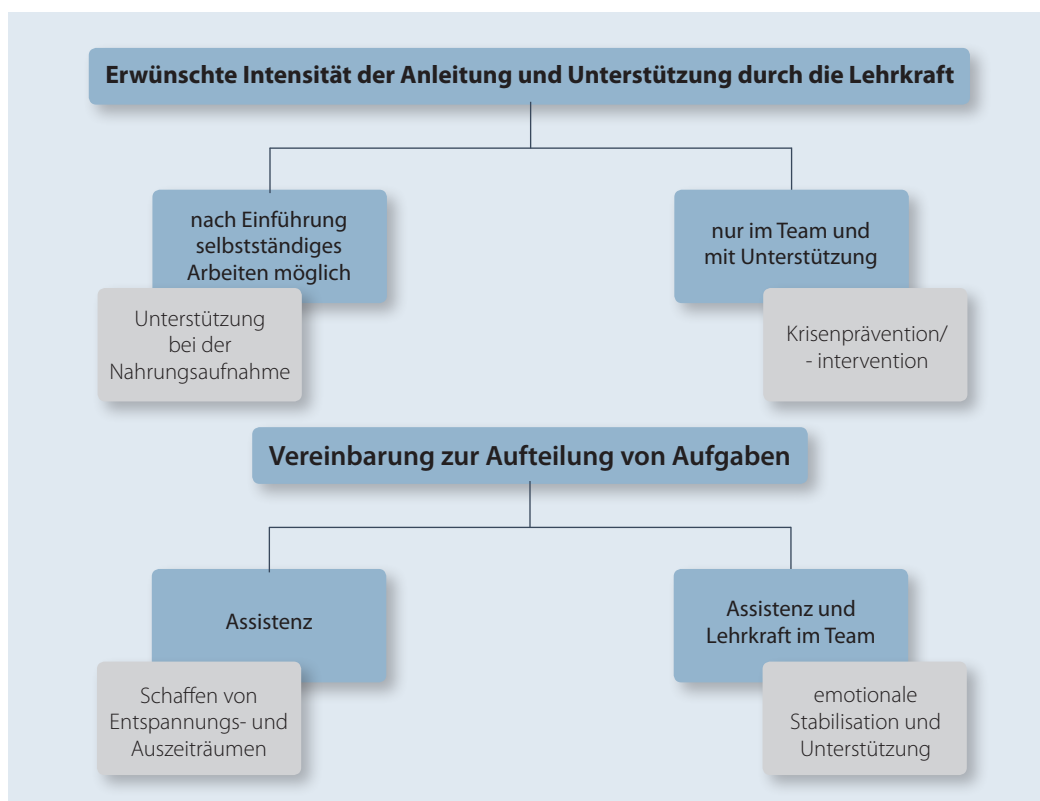 Erwünschte Intensität der Anleitung und Unterstützung durch die Lehrkraft
nach Einführung
selbstständiges
Arbeiten möglich
Unterstützung
bei der
Nahrungsaufnahme
nur im Team und
mit Unterstützung
Krisenprävention/
- intervention
Vereinbarung zur Aufteilung von Aufgaben
Assistenz
Schaffen von
Entspannungs- und
Auszeiträumen
Assistenz und
Lehrkraft im Team
emotionale
Stabilisation und
Unterstützung